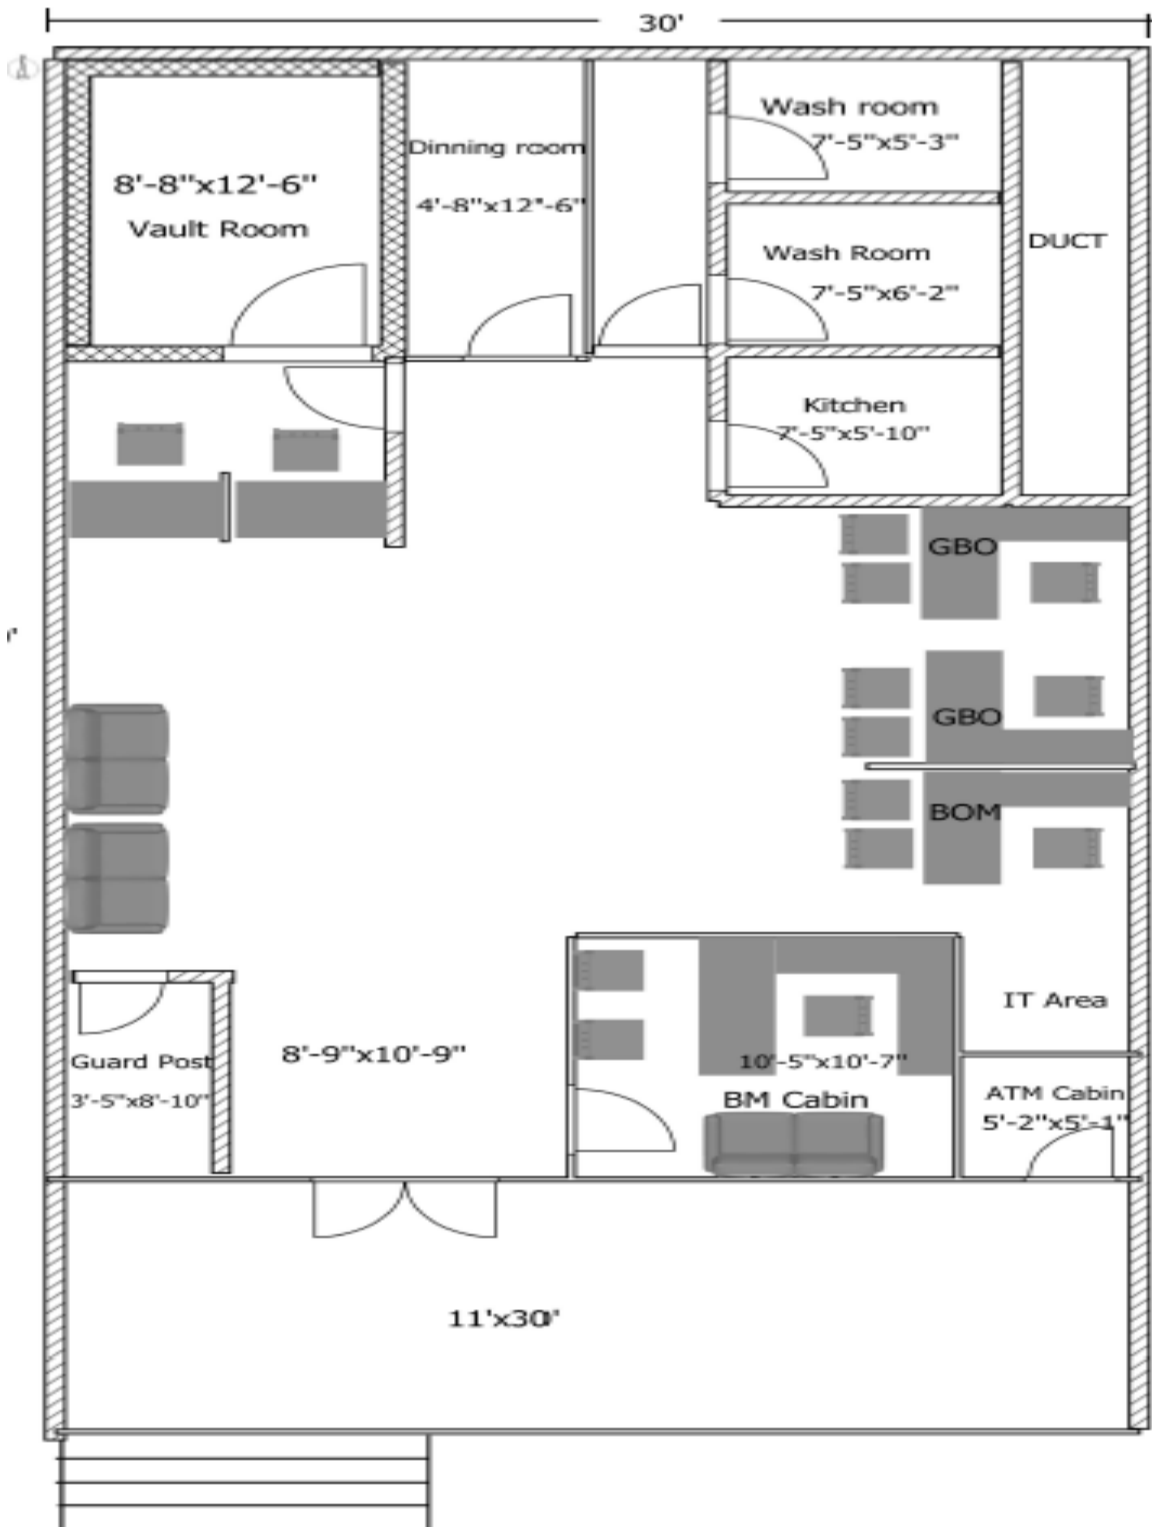 30'
Wash room
7'-5"x5'-3"
Dinning room
4'-8"x12"-6"
8'-8"x12'-6"
Vault Room
DUCT
Wash Room
7'-5"x6'-2"
Kitchen
7'-5"x5'-10"
GBO
GBO
BOM
IT Area
8'-9"x10'-9"
Guard Post
3'-5"x8'-10"
10'-5"x10'-7"
BM Cabin
ATM Cabin
5'-2"x5'-1"
11'x30'